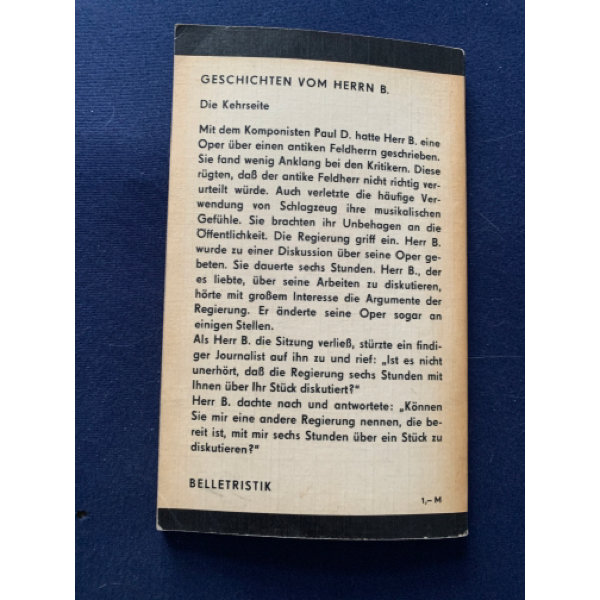 GESCHICHTEN VOM HERRN B.
Die Kehrseite
Mit dem Komponisten Paul D. hatte Herr B. eine
Oper über einen antiken Feldherrn geschrieben.
Sie fand wenig Anklang bei den Kritikern. Diese
rügten, daß der antike Feldherr nicht richtig ver-
urteilt würde. Auch verletzte die häufige Ver-
wendung von Schlagzeug ihre musikalischen
Gefühle. Sie brachten ihr Unbehagen an die
Öffentlichkeit. Die Regierung griff ein. Herr B.
wurde zu einer Diskussion über seine Oper ge-
beten. Sie dauerte sechs Stunden. Herr B., der
es liebte, über seine Arbeiten zu diskutieren,
hörte mit großem Interesse die Argumente der
Regierung. Er änderte seine Oper sogar an
einigen Stellen.
Als Herr B. die Sitzung verließ, stürzte ein findi-
ger Journalist auf ihn zu und rief: „Ist es nicht
unerhört, daß die Regierung sechs Stunden mit
Ihnen über Ihr Stück diskutiert?“
Herr B. dachte nach und antwortete: „Können
Sie mir eine andere Regierung nennen, die be-
reit ist, mit mir sechs Stunden über ein Stück zu
diskutieren?“
BELLETRISTIK
1,– M